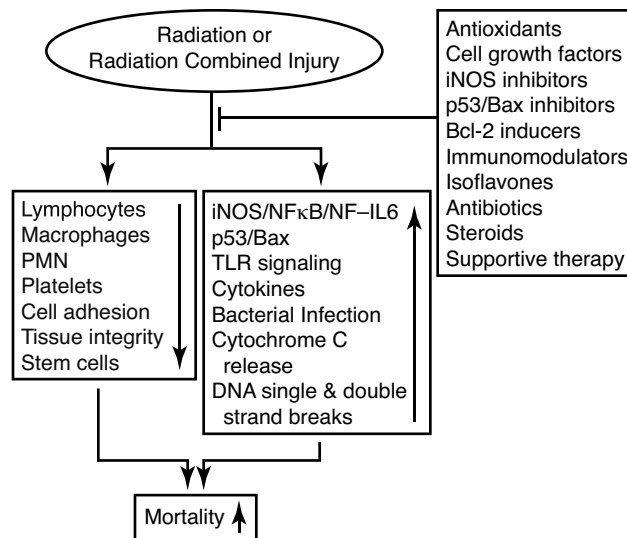 Radiation or
Radiation Combined Injury
Antioxidants
Cell growth factors
iNOS inhibitors
p53/Bax inhibitors
Bcl-2 inducers
Immunomodulators
Isoflavones
Antibiotics
Steroids
Supportive therapy
Lymphocytes
Macrophages
PMN
Platelets
Cell adhesion
Tissue integrity
Stem cells
iNOS/NFκB/NF–IL6
p53/Bax
TLR signaling
Cytokines
Bacterial Infection
Cytochrome C
release
DNA single & double
strand breaks
Mortality